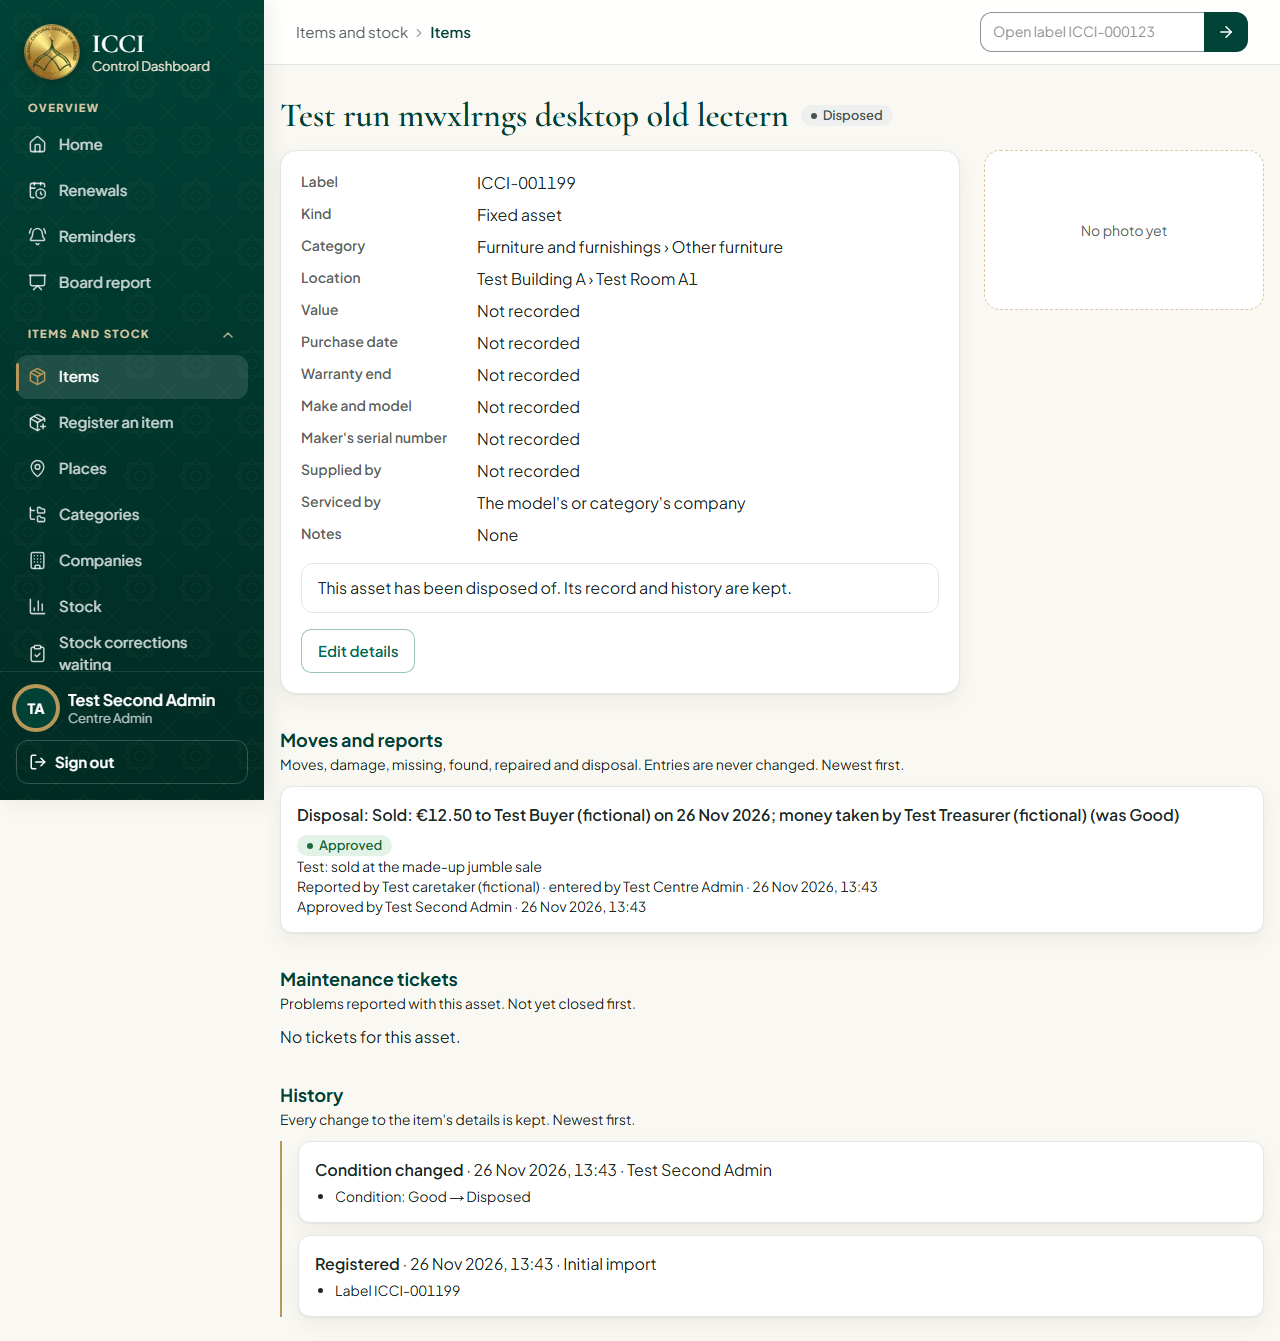 ICCI
Control Dashboard
OVERVIEW
Home
Renewals
Reminders
Board report
ITEMS AND STOCK
Items
Register an item
Places
Categories
Companies
Stock
Stock corrections
waiting
TA
Test Second Admin
Centre Admin
Sign out
Items and stock › Items
Open label ICCI-000123
Test run mwxlrngs desktop old lectern
Disposed
Label ICCI-001199
Kind Fixed asset
Category Furniture and furnishings › Other furniture
Location Test Building A › Test Room A1
Value Not recorded
Purchase date Not recorded
Warranty end Not recorded
Make and model Not recorded
Maker's serial number Not recorded
Supplied by Not recorded
Serviced by The model's or category's company
Notes None
This asset has been disposed of. Its record and history are kept.
Edit details
No photo yet
Moves and reports
Moves, damage, missing, found, repaired and disposal. Entries are never changed. Newest first.
Disposal: Sold: €12.50 to Test Buyer (fictional) on 26 Nov 2026; money taken by Test Treasurer (fictional) (was Good)
Approved
Test: sold at the made-up jumble sale
Reported by Test caretaker (fictional) · entered by Test Centre Admin · 26 Nov 2026, 13:43
Approved by Test Second Admin · 26 Nov 2026, 13:43
Maintenance tickets
Problems reported with this asset. Not yet closed first.
No tickets for this asset.
History
Every change to the item's details is kept. Newest first.
Condition changed · 26 Nov 2026, 13:43 · Test Second Admin
• Condition: Good → Disposed
Registered · 26 Nov 2026, 13:43 · Initial import
• Label ICCI-001199